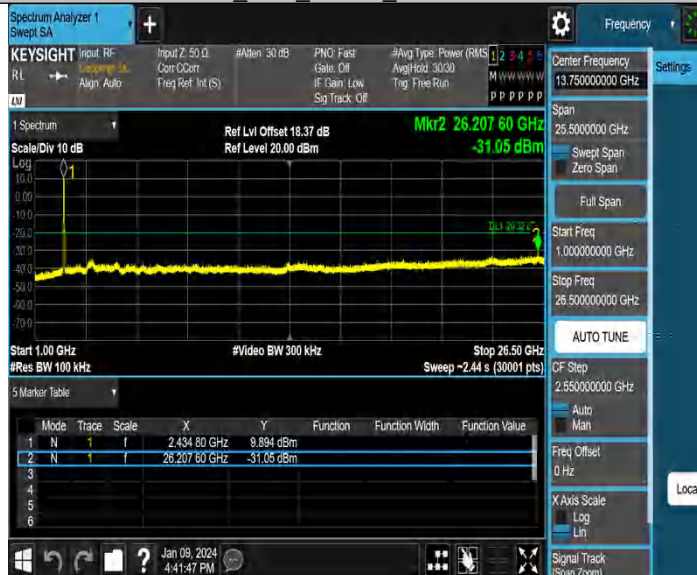 Spectrum Analyzer 1
Swept SA
Frequency
KEYSIGHT
RL
Input: RF
Align: Auto
Input Z: 50 Ω
Corr CCorr
Freq Ref: Int (S)
#Atten: 30 dB
PNO: Fast
Gate: Off
IF Gain: Low
Sig Track: Off
#Avg Type: Power (RMS
Avg|Hold: 30/30
Trig: Free Run
1 2 3 4 5 6
M W W W W W
P P P P P P
LXI
1 Spectrum
Scale/Div 10 dB
Ref Lvl Offset 18.37 dB
Ref Level 20.00 dBm
Mkr2 26.207 60 GHz
-31.05 dBm
Log
10.0
0.00
-10.0
-20.0
-30.0
-40.0
-50.0
-60.0
-70.0
1
2
Start 1.00 GHz
#Res BW 100 kHz
#Video BW 300 kHz
Stop 26.50 GHz
Sweep ~2.44 s (30001 pts)
5 Marker Table
Mode Trace Scale X Y Function Function Width Function Value
1 N 1 f 2.434 80 GHz 9.894 dBm
2 N 1 f 26.207 60 GHz -31.05 dBm
3
4
5
6
Jan 09, 2024
4:41:47 PM
Center Frequency
13.750000000 GHz
Settings
Span
25.5000000 GHz
Swept Span
Zero Span
Full Span
Start Freq
1.000000000 GHz
Stop Freq
26.500000000 GHz
AUTO TUNE
CF Step
2.550000000 GHz
Auto
Man
Freq Offset
0 Hz
Loca
X Axis Scale
Log
Lin
Signal Track
(Span Zoom)